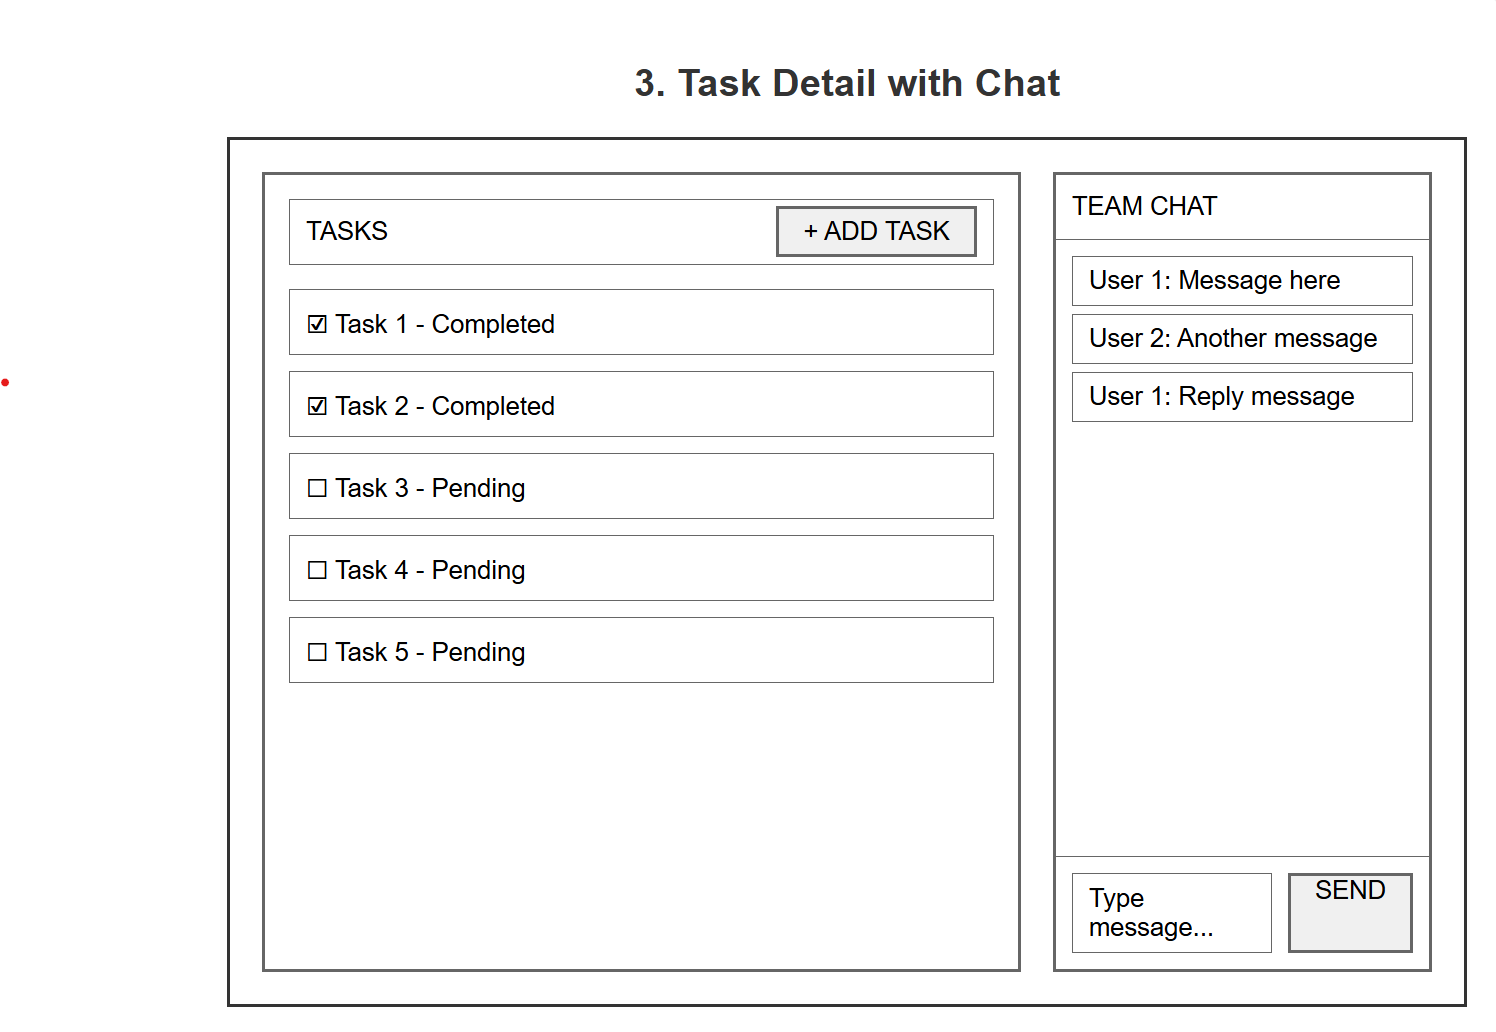 3. Task Detail with Chat
TASKS
+ ADD TASK
☑ Task 1 - Completed
☑ Task 2 - Completed
☐ Task 3 - Pending
☐ Task 4 - Pending
☐ Task 5 - Pending
TEAM CHAT
User 1: Message here
User 2: Another message
User 1: Reply message
Type
message...
SEND